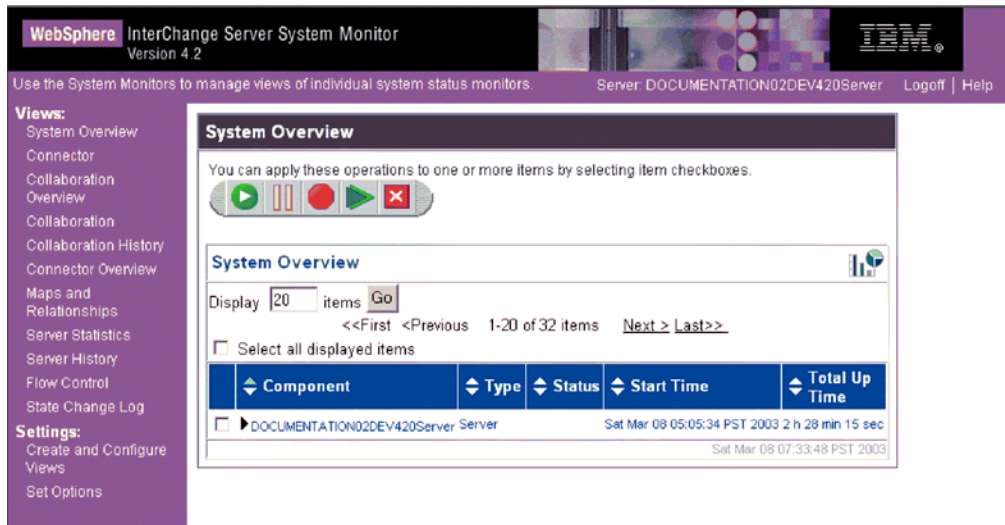 WebSphere InterChange Server System Monitor
Version 4.2
IBM
Use the System Monitors to manage views of individual system status monitors. Server: DOCUMENTATION02DEV420Server Logoff | Help
Views:
System Overview
Connector
Collaboration
Overview
Collaboration
Collaboration History
Connector Overview
Maps and
Relationships
Server Statistics
Server History
Flow Control
State Change Log
Settings:
Create and Configure
Views
Set Options
System Overview
You can apply these operations to one or more items by selecting item checkboxes.
System Overview
Display 20 items Go
<<First <Previous 1-20 of 32 items Next > Last>>
Select all displayed items
Component Type Status Start Time Total Up
Time
DOCUMENTATION02DEV420Server Server Sat Mar 08 05:05:34 PST 2003 2 h 28 min 15 sec
Sat Mar 08 07:33:48 PST 2003